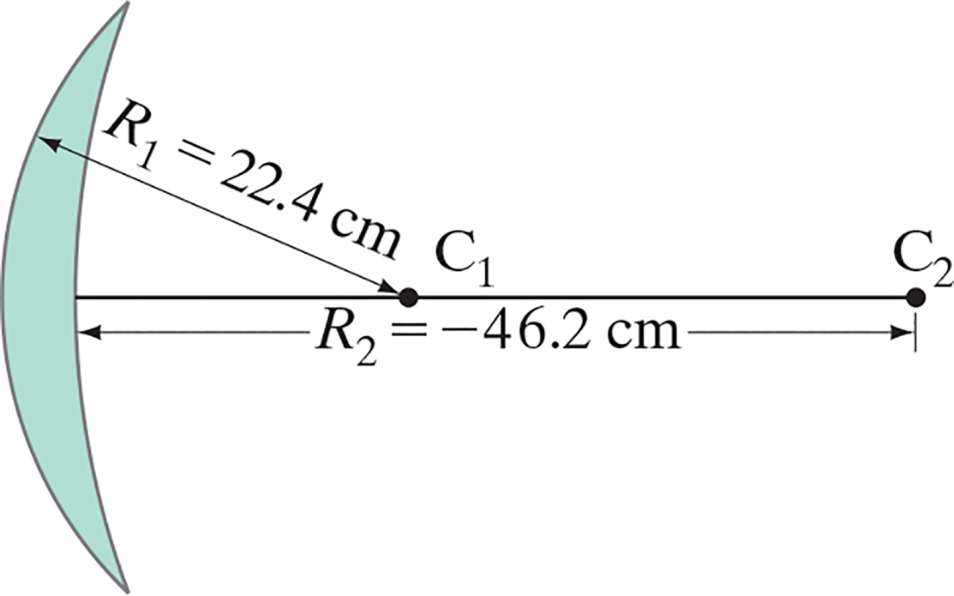 R₁ = 22.4 cm
C₁
C₂
R₂ = −46.2 cm